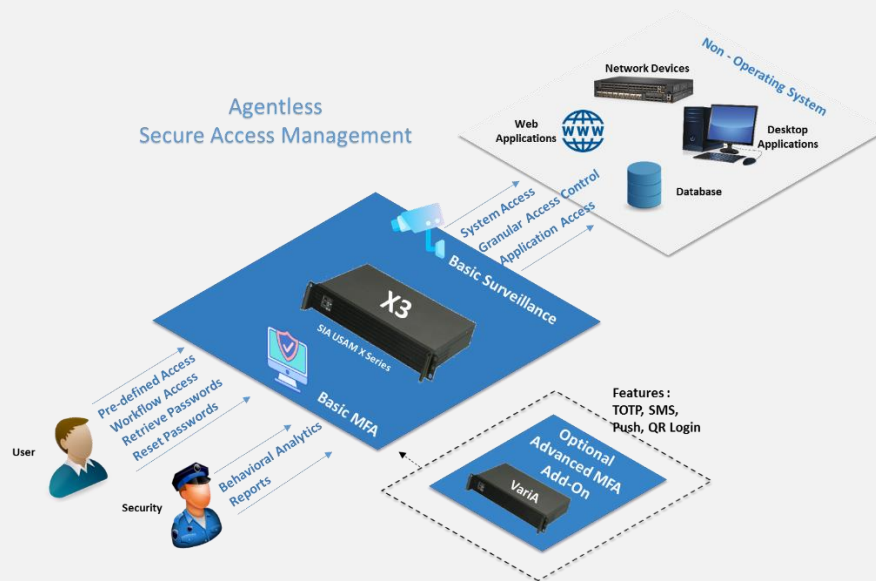 Agentless
Secure Access Management
Non - Operating System
Network Devices
Web
Applications
WWW
Desktop
Applications
Database
System Access
Granular Access Control
Application Access
Basic Surveillance
X3
SIA USAM X Series
Basic MFA
Pre-defined Access
Workflow Access
Retrieve Passwords
Reset Passwords
User
Behavioral Analytics
Reports
Security
Features :
TOTP, SMS,
Push, QR Login
Optional
Advanced MFA
Add-On
VariA